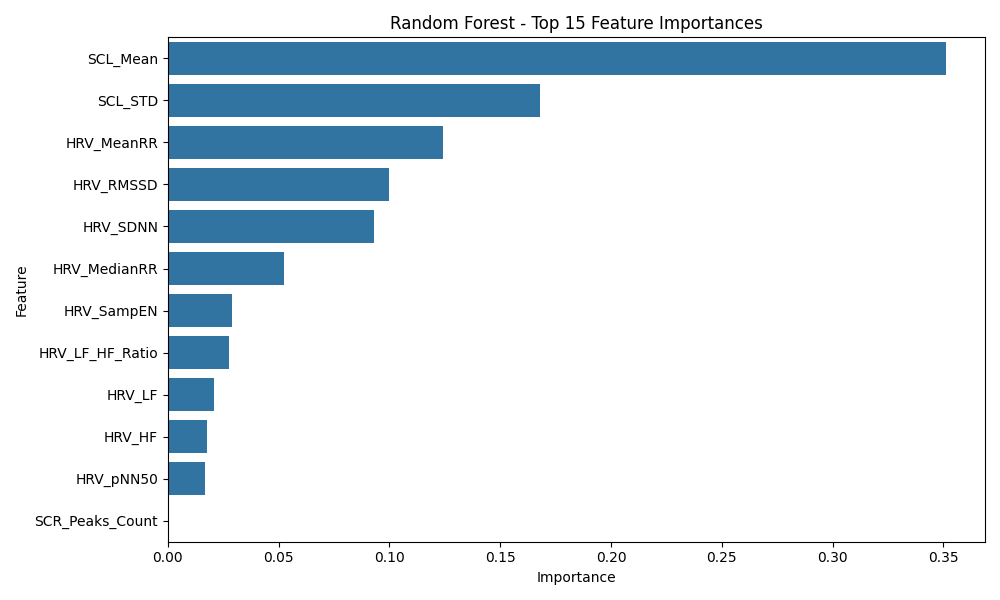 Random Forest - Top 15 Feature Importances
SCL_Mean
SCL_STD
HRV_MeanRR
HRV_RMSSD
HRV_SDNN
HRV_MedianRR
HRV_SampEN
HRV_LF_HF_Ratio
HRV_LF
HRV_HF
HRV_pNN50
SCR_Peaks_Count
Feature
0.00 0.05 0.10 0.15 0.20 0.25 0.30 0.35
Importance